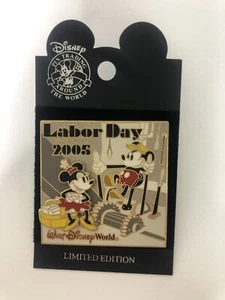 Disney
PIN TRADING
AROUND
THE WORLD
Labor Day
2005
Walt Disney World
LIMITED EDITION